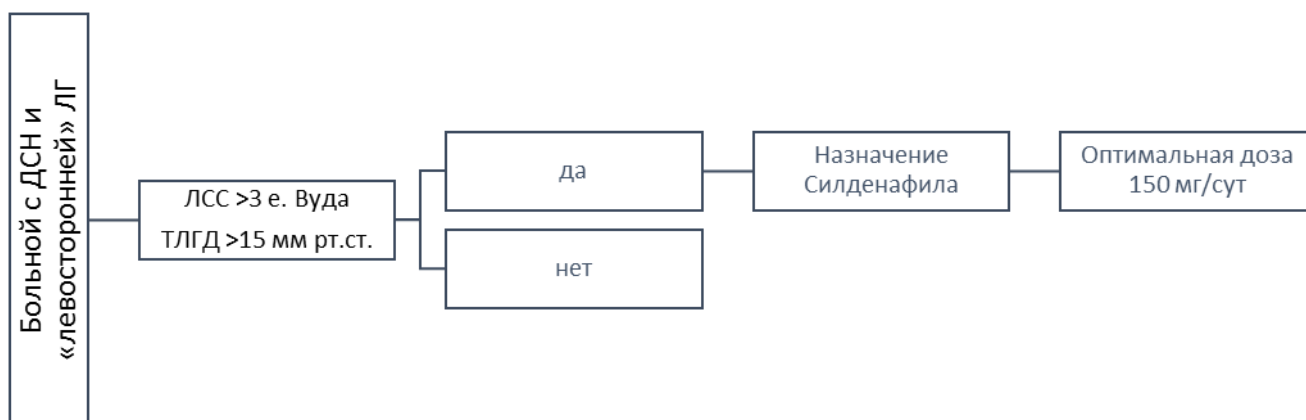 Больной с ДСН и
«левосторонней» ЛГ
ЛСС >3 е. Вуда
ТЛГД >15 мм рт.ст.
да
нет
Назначение
Силденафила
Оптимальная доза
150 мг/сут